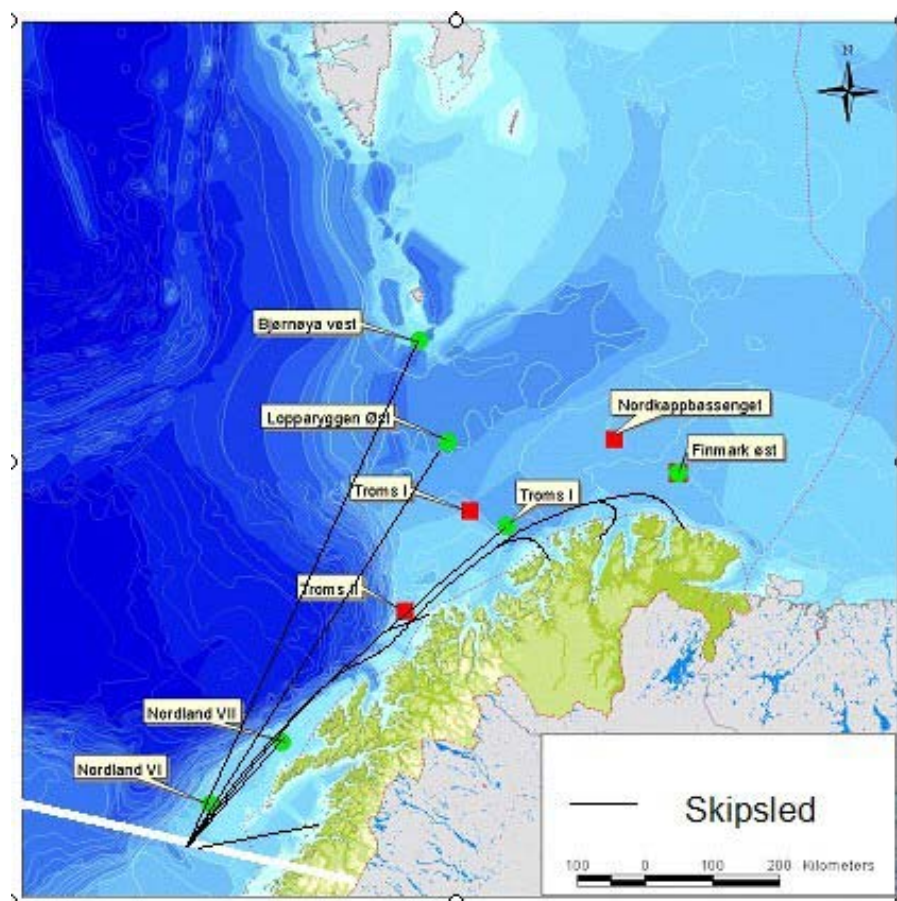 N
Bjørnøya vest
Nordkappbassenget
Lopparyggen Øst
Finmark øst
Troms I
Troms I
Troms II
Nordland VII
Nordland VI
Skipsled
100 0 100 200 Kilometers